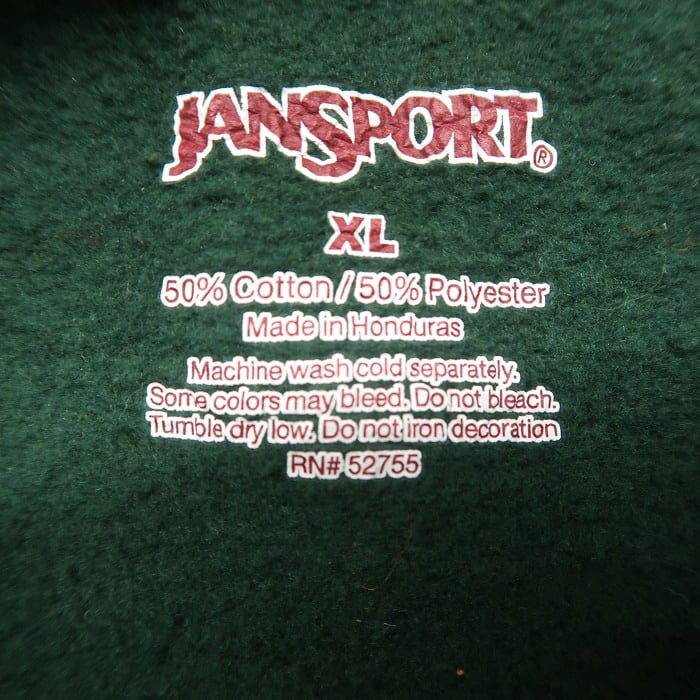 JANSPORT®
XL
50% Cotton / 50% Polyester
Made in Honduras
Machine wash cold separately.
Some colors may bleed. Do not bleach.
Tumble dry low. Do not iron decoration
RN# 52755